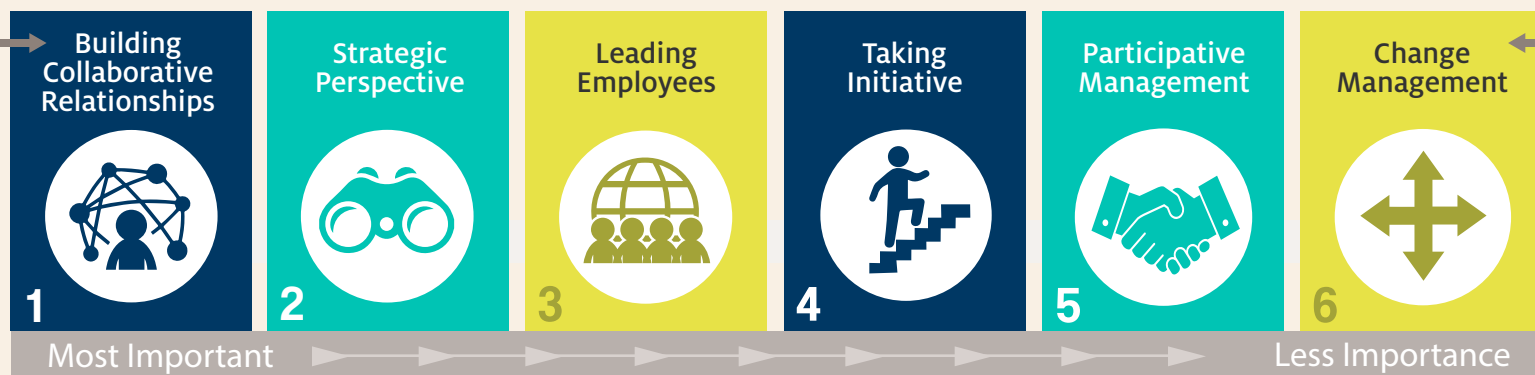 Building
Collaborative
Relationships
1
Strategic
Perspective
2
Leading
Employees
3
Taking
Initiative
4
Participative
Management
5
Change
Management
6
Most Important
Less Importance